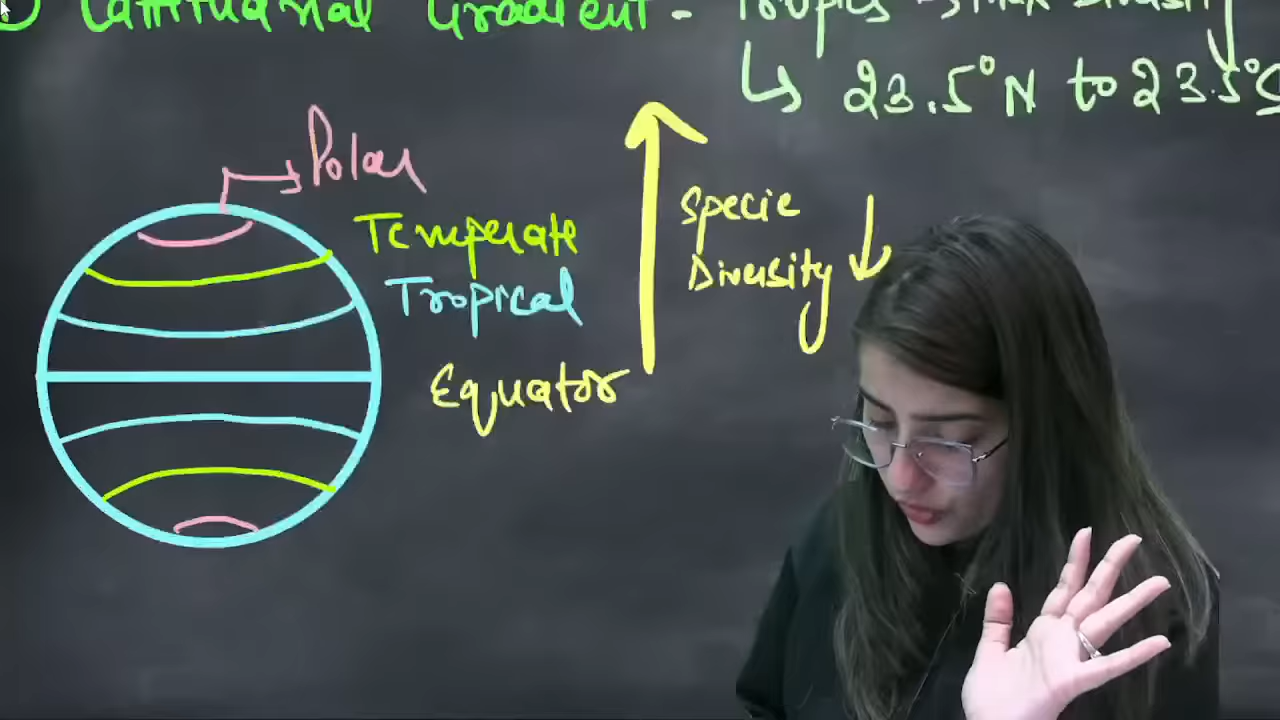 Latitudinal Gradient - Tropics → Max Diversity
↳ 23.5°N to 23.5°S
Polar
Temperate
Tropical
Equator
Specie
Diversity ↓